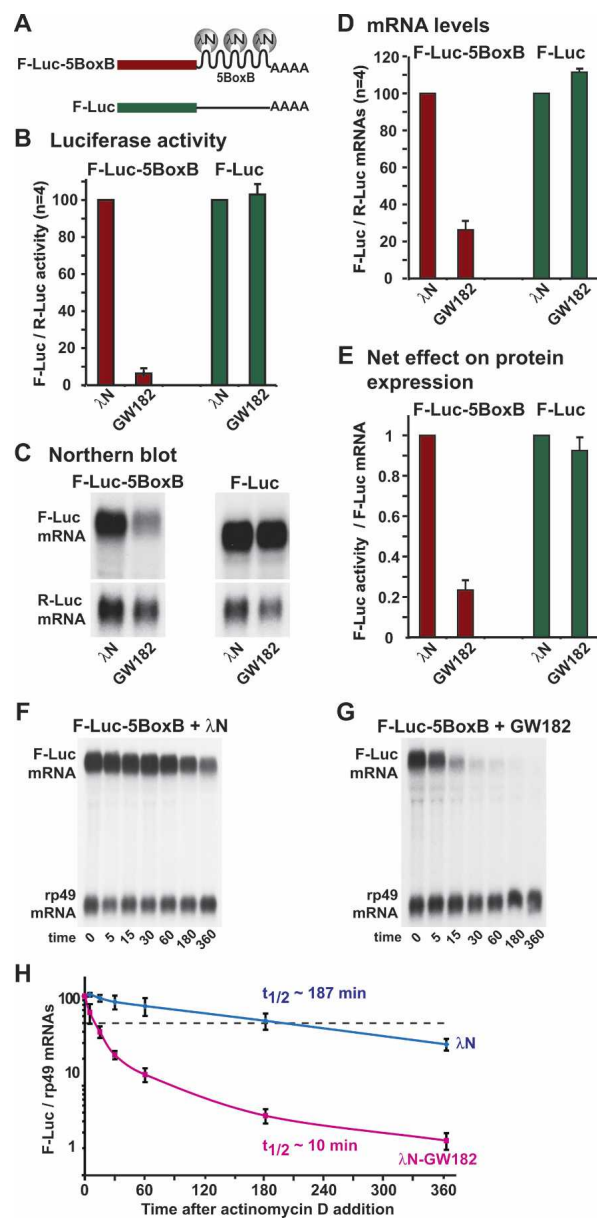 A
λN λN λN
F-Luc-5BoxB AAAA
5BoxB
F-Luc AAAA
B Luciferase activity
F-Luc-5BoxB F-Luc
F-Luc / R-Luc activity (n=4)
100
80
60
40
20
0
λN GW182 λN GW182
C Northern blot
F-Luc-5BoxB F-Luc
F-Luc
mRNA
R-Luc
mRNA
λN GW182 λN GW182
D mRNA levels
F-Luc-5BoxB F-Luc
F-Luc / R-Luc mRNAs (n=4)
120
100
80
60
40
20
0
λN GW182 λN GW182
E Net effect on protein
expression
F-Luc-5BoxB F-Luc
F-Luc activity / F-Luc mRNA
1
0.8
0.6
0.4
0.2
0
λN GW182 λN GW182
F
F-Luc-5BoxB + λN
F-Luc
mRNA
rp49
mRNA
time 0 5 15 30 60 180 360
G
F-Luc-5BoxB + GW182
F-Luc
mRNA
rp49
mRNA
time 0 5 15 30 60 180 360
H
F-Luc / rp49 mRNAs
100
10
1
t1/2 ~ 187 min
λN
t1/2 ~ 10 min
λN-GW182
0 60 120 180 240 300 360
Time after actinomycin D addition